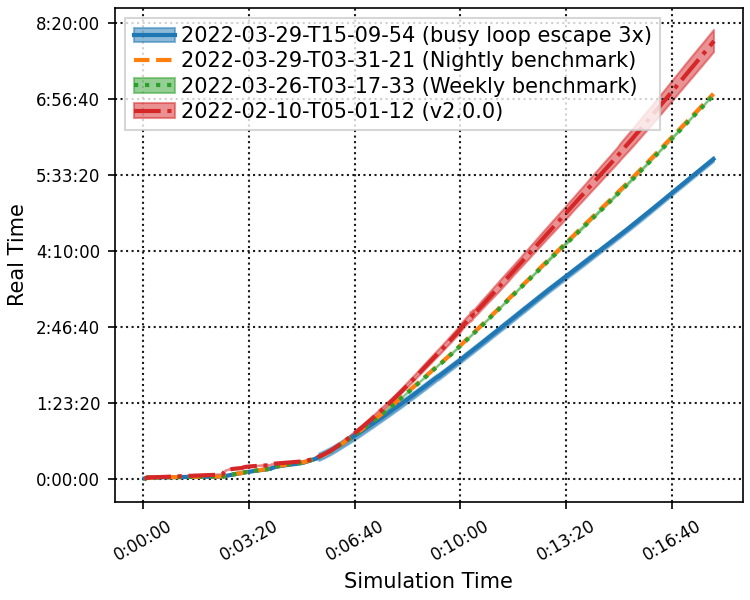 8:20:00
6:56:40
5:33:20
4:10:00
2:46:40
1:23:20
0:00:00
Real Time
2022-03-29-T15-09-54 (busy loop escape 3x)
2022-03-29-T03-31-21 (Nightly benchmark)
2022-03-26-T03-17-33 (Weekly benchmark)
2022-02-10-T05-01-12 (v2.0.0)
0:00:00
0:03:20
0:06:40
0:10:00
0:13:20
0:16:40
Simulation Time